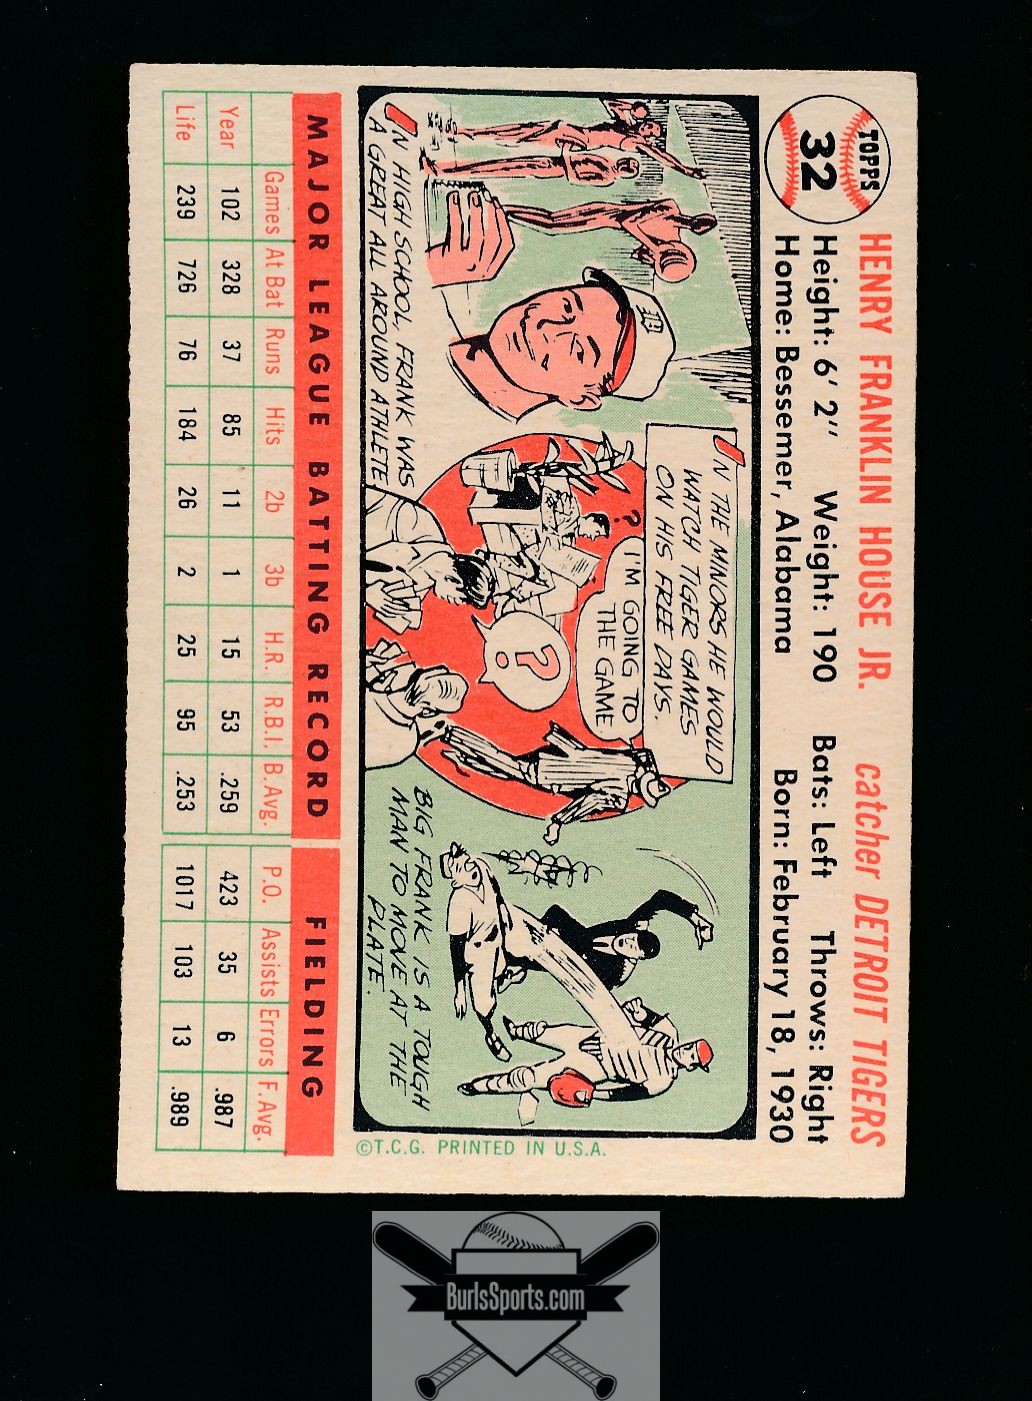 TOPPS
32
HENRY FRANKLIN HOUSE JR. catcher DETROIT TIGERS
Height: 6' 2" Weight: 190 Bats: Left Throws: Right
Home: Bessemer, Alabama Born: February 18, 1930
IN HIGH SCHOOL, FRANK WAS
A GREAT ALL AROUND ATHLETE
D
IN THE MINORS HE WOULD
WATCH TIGER GAMES
ON HIS FREE DAYS.
?
I'M GOING TO
THE GAME
?
BIG FRANK IS A TOUGH
MAN TO MOVE AT THE
PLATE.
©T.C.G. PRINTED IN U.S.A.
MAJOR LEAGUE BATTING RECORD FIELDING
Games At Bat Runs Hits 2b 3b H.R. R.B.I. B.Avg. P.O. Assists Errors F.Avg.
Year 102 328 37 85 11 1 15 53 .259 423 35 6 .987
Life 239 726 76 184 26 2 25 95 .253 1017 103 13 .989
BurlsSports.com